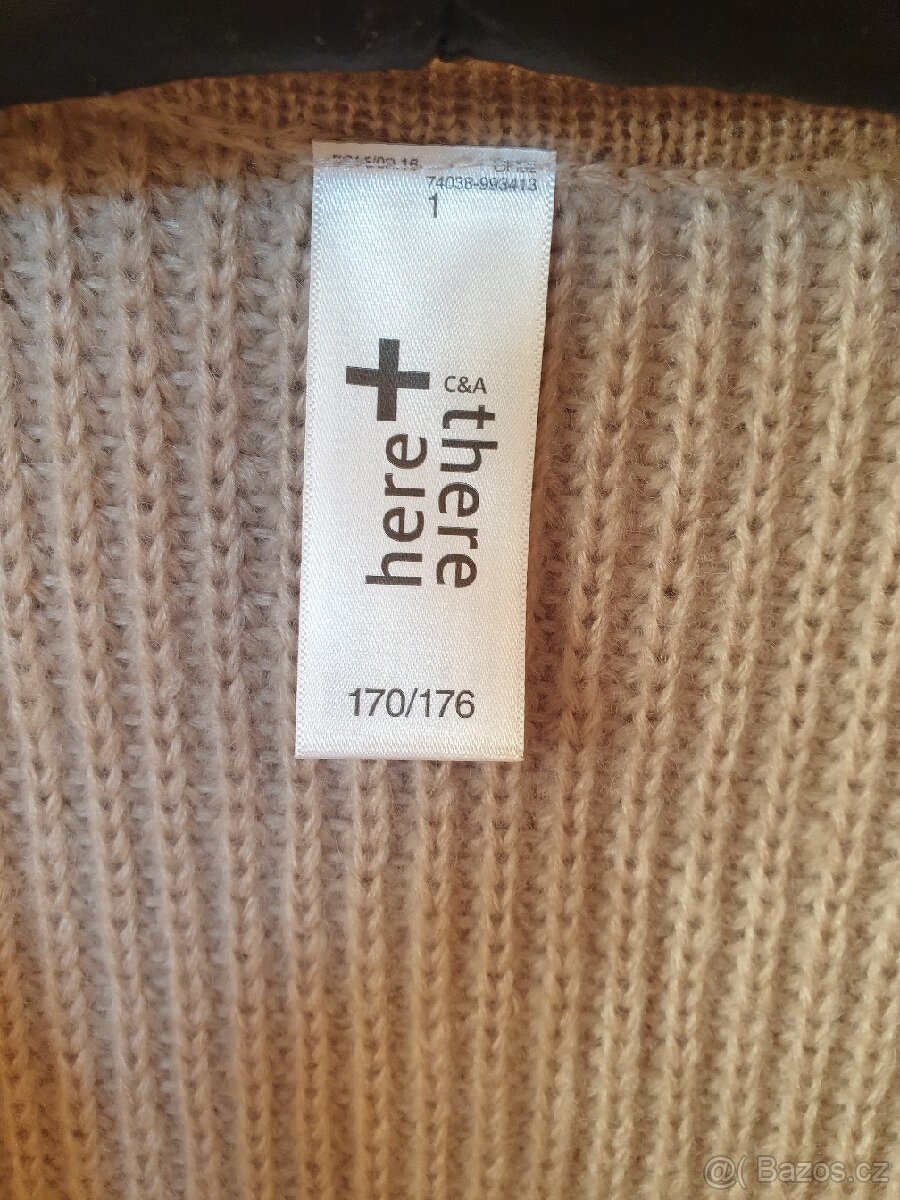 74038-993413
1
here + there
C&A
170/176
@( Bazos.cz